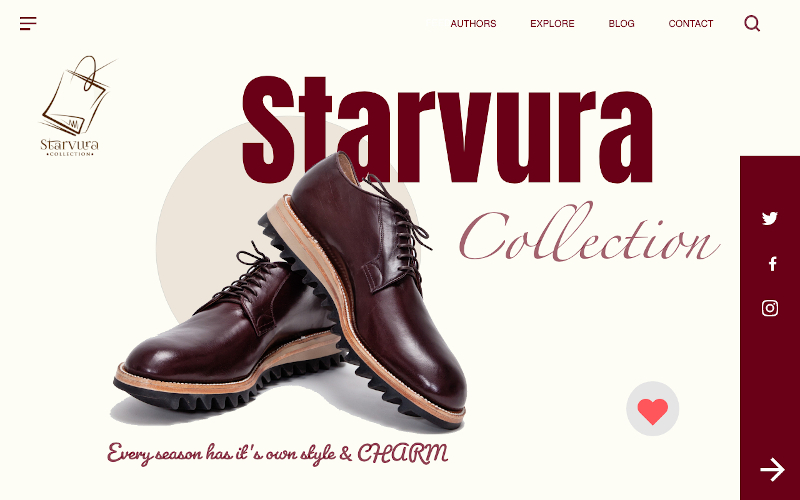 AUTHORS EXPLORE BLOG CONTACT
Starvura
COLLECTION
Starvura
Collection
Every season has it's own style & CHARM